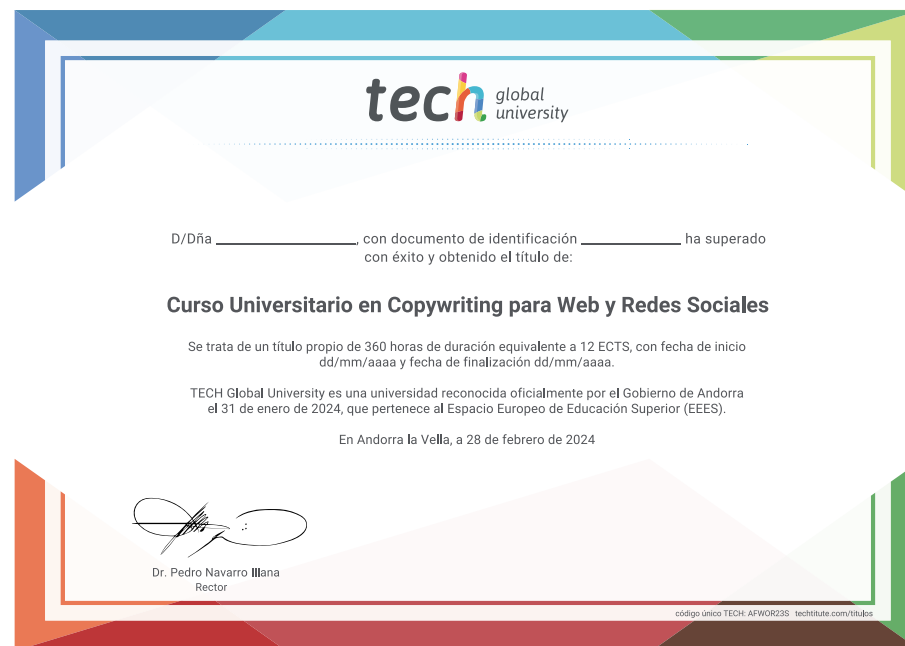 tech global university
D/Dña ____________________, con documento de identificación ______________ ha superado
con éxito y obtenido el título de:
Curso Universitario en Copywriting para Web y Redes Sociales
Se trata de un título propio de 360 horas de duración equivalente a 12 ECTS, con fecha de inicio
dd/mm/aaaa y fecha de finalización dd/mm/aaaa.
TECH Global University es una universidad reconocida oficialmente por el Gobierno de Andorra
el 31 de enero de 2024, que pertenece al Espacio Europeo de Educación Superior (EEES).
En Andorra la Vella, a 28 de febrero de 2024
Dr. Pedro Navarro Illana
Rector
código único TECH: AFWOR23S techtitute.com/titulos